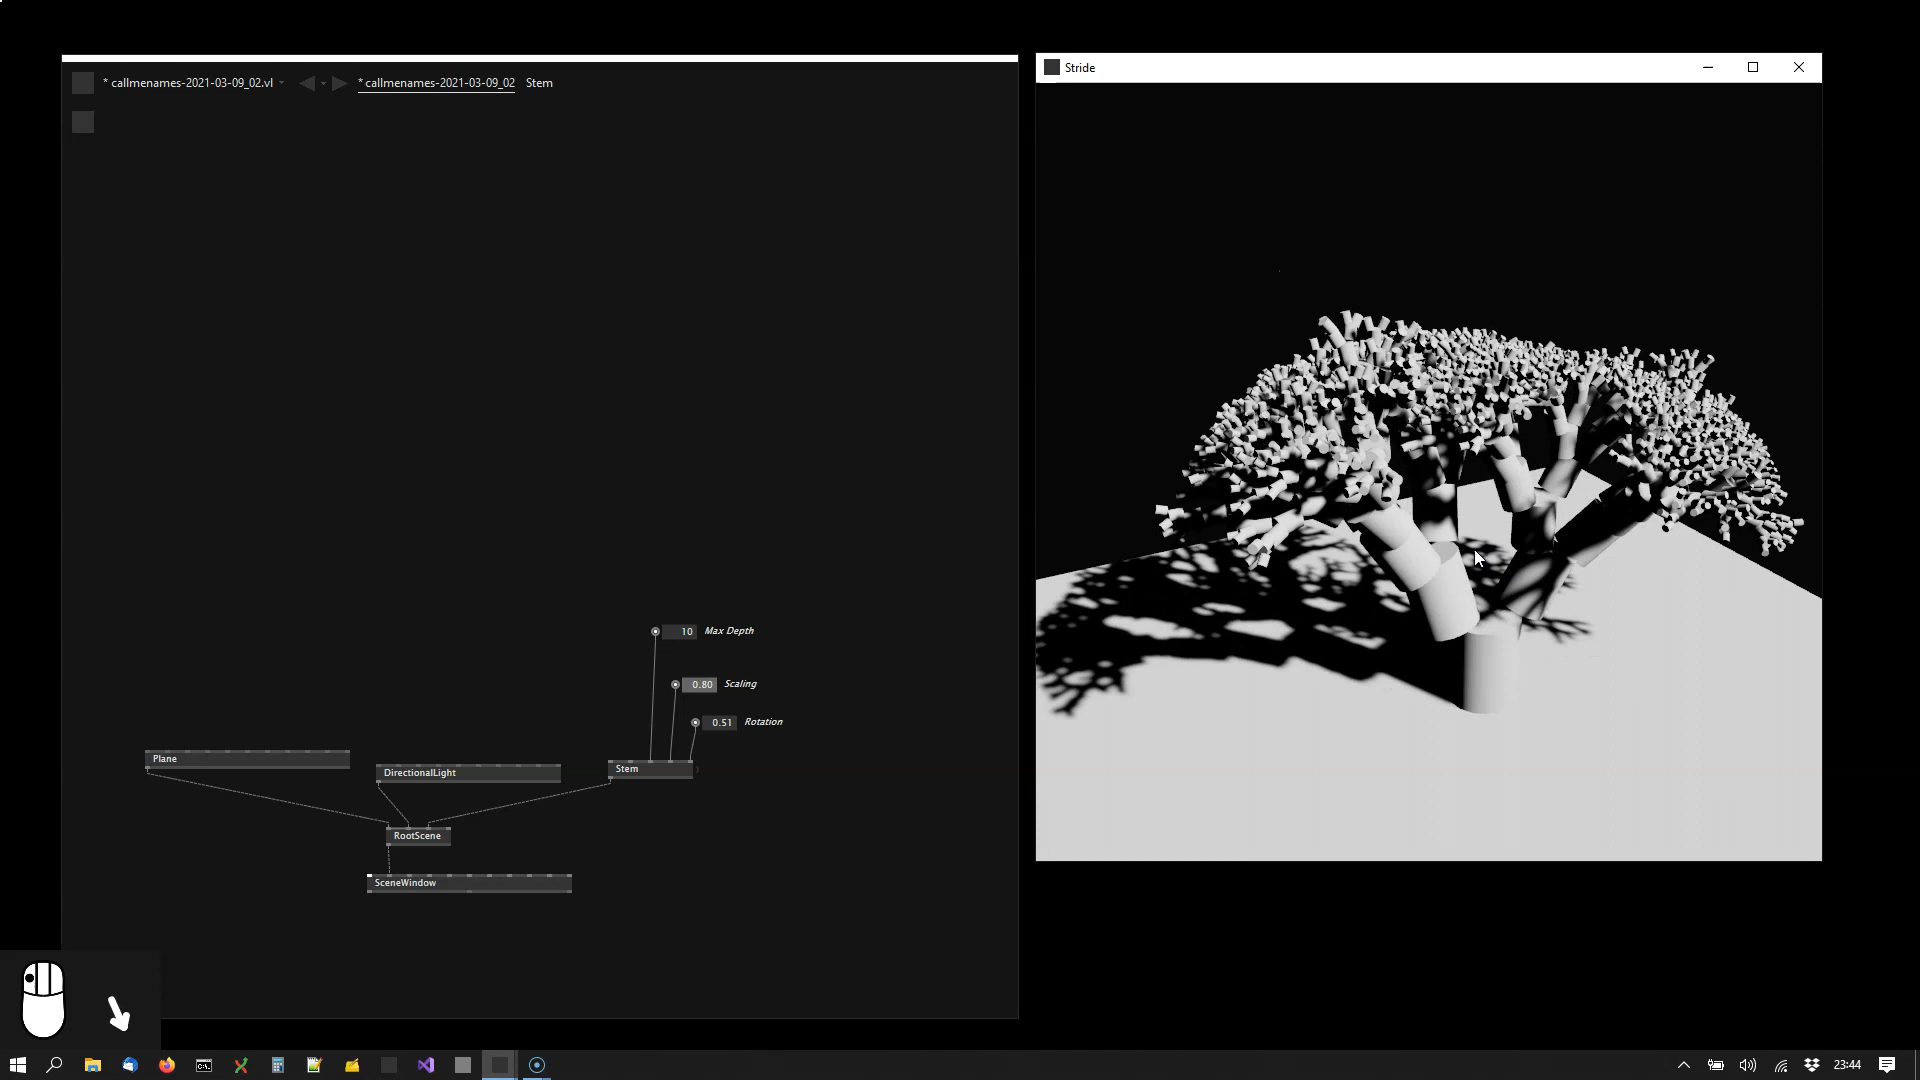 * callmenames-2021-03-09_02.vl
* callmenames-2021-03-09_02
Stem
Stride
10 Max Depth
0.80 Scaling
0.51 Rotation
Plane
DirectionalLight
Stem
RootScene
SceneWindow
23:44